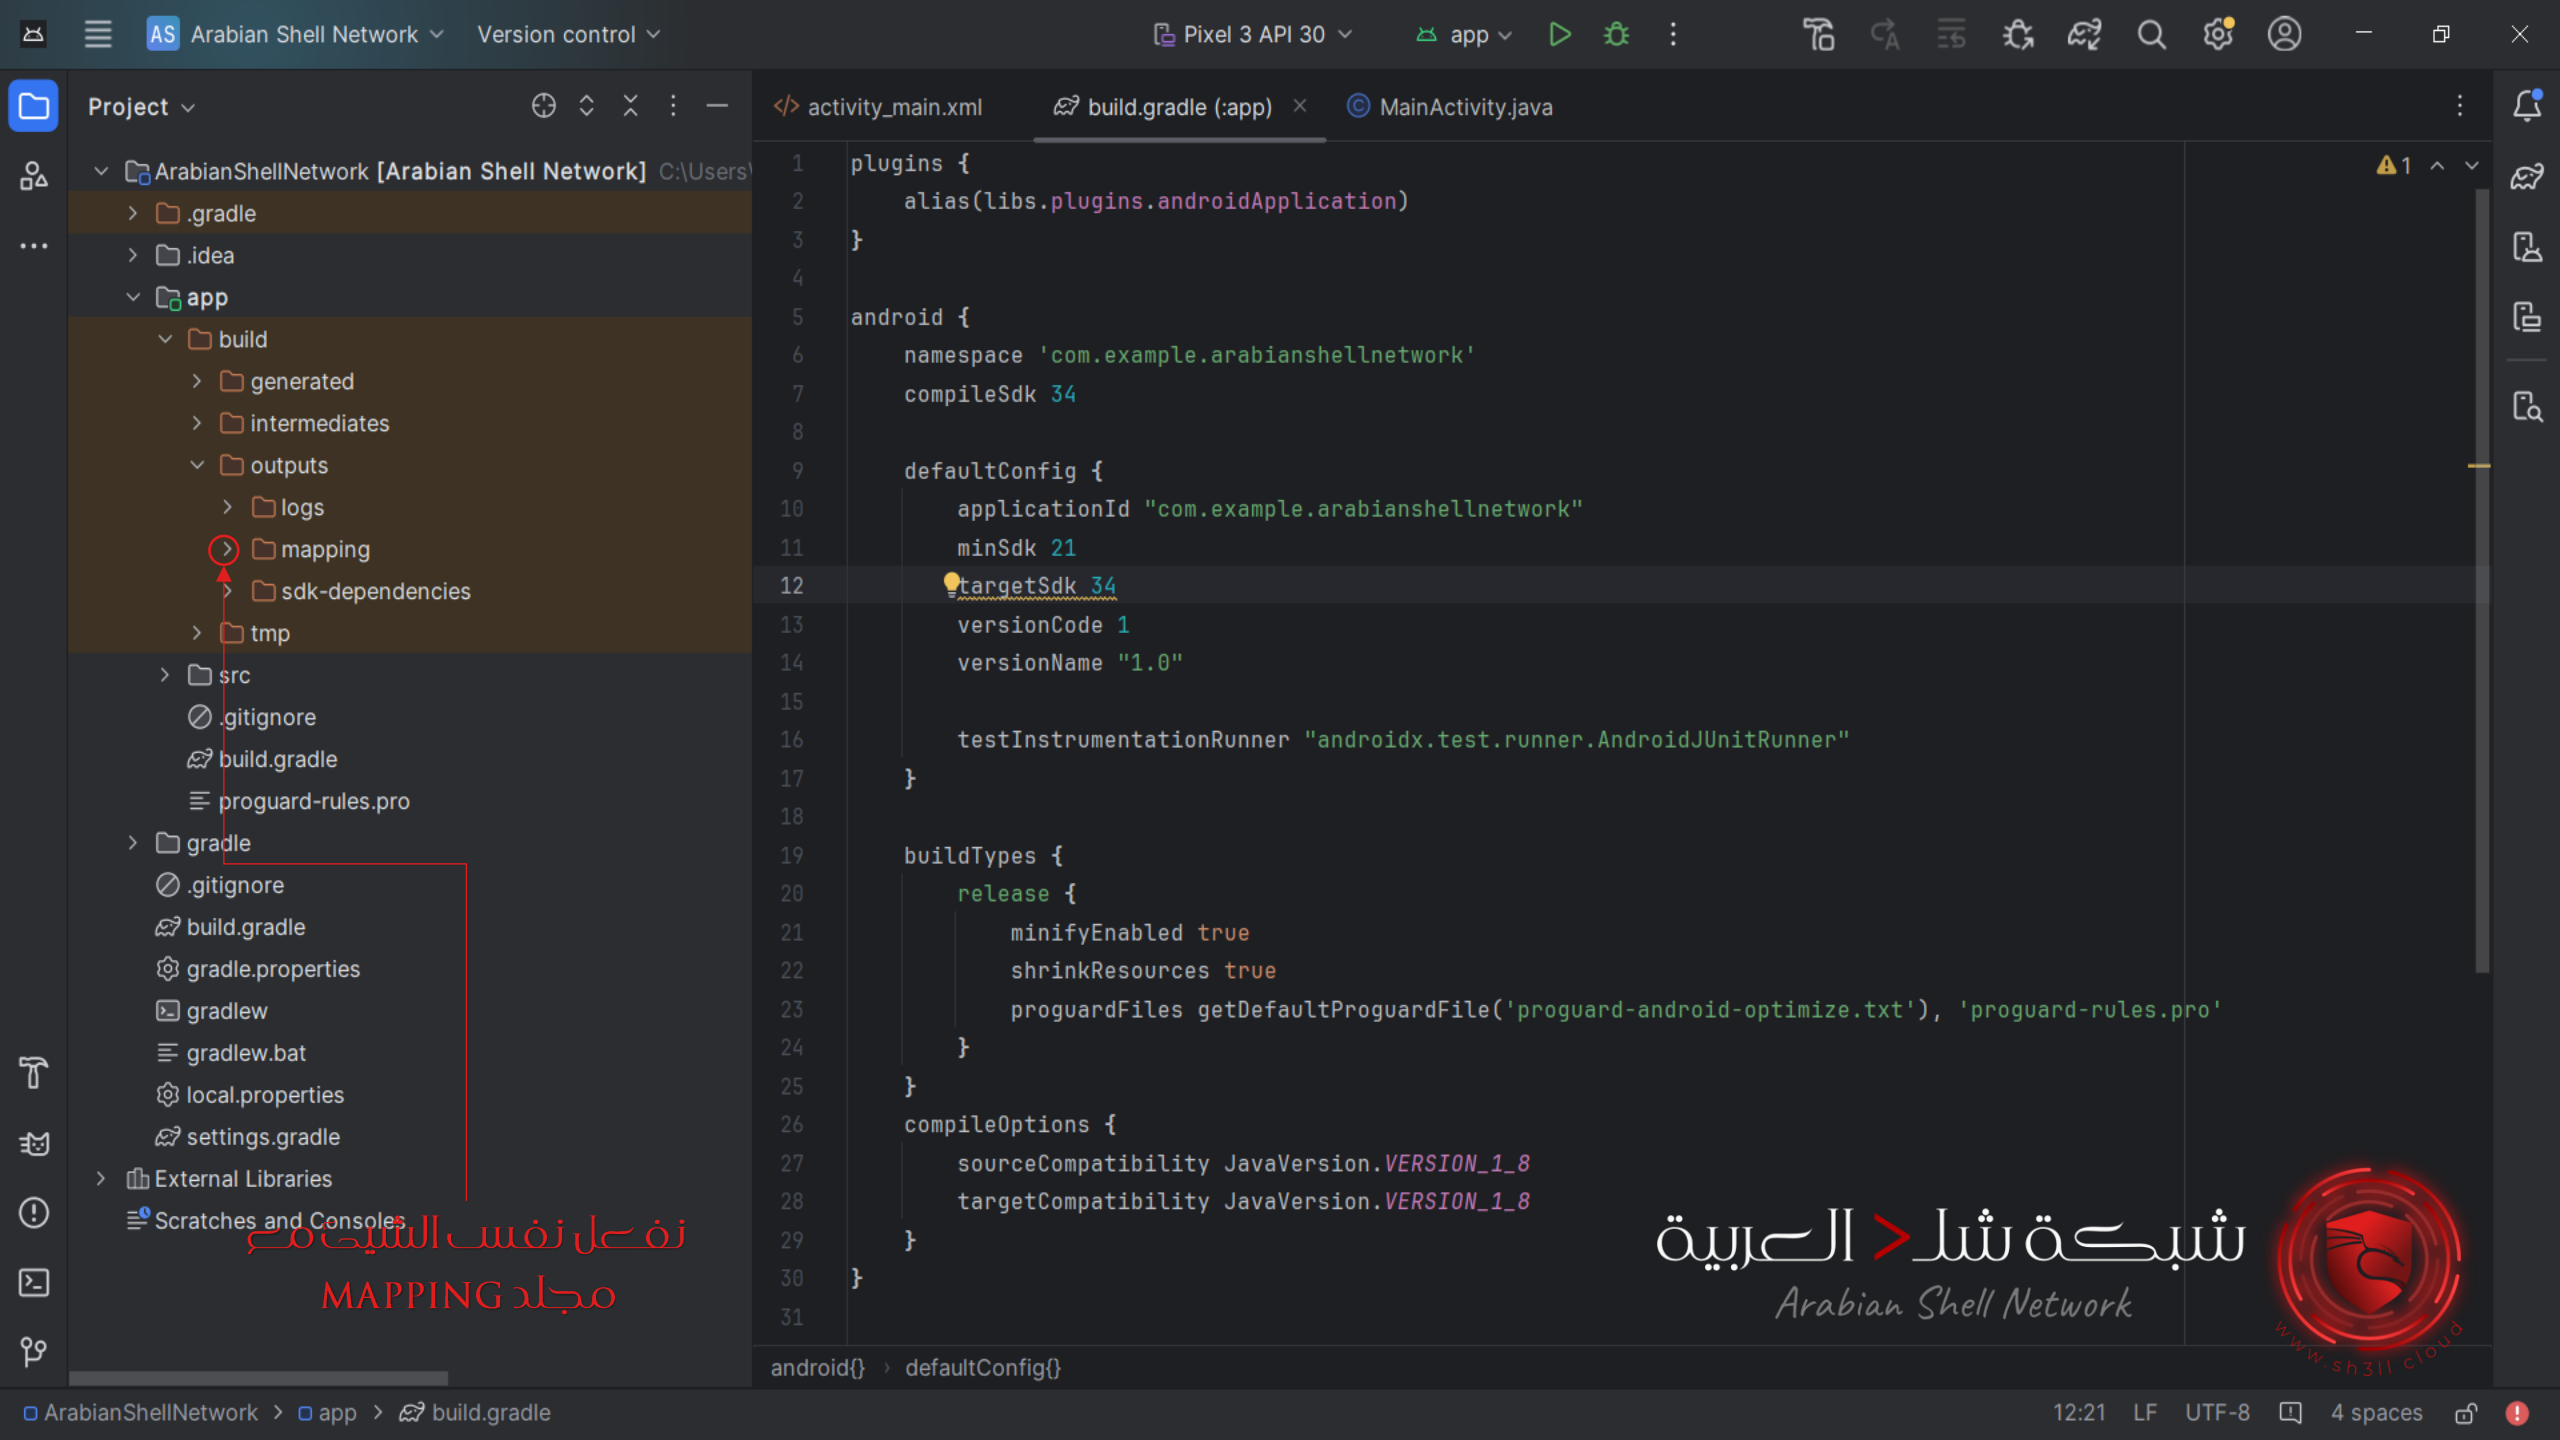 AS Arabian Shell Network Version control Pixel 3 API 30 app
Project
activity_main.xml build.gradle (:app) MainActivity.java
ArabianShellNetwork [Arabian Shell Network] C:\Users\
.gradle
.idea
app
build
generated
intermediates
outputs
logs
mapping
sdk-dependencies
tmp
src
.gitignore
build.gradle
proguard-rules.pro
gradle
.gitignore
build.gradle
gradle.properties
gradlew
gradlew.bat
local.properties
settings.gradle
External Libraries
Scratches and Consoles
نفعل نفس الشيئ مع
مجلد MAPPING
1
1 plugins {
2 alias(libs.plugins.androidApplication)
3 }
4
5 android {
6 namespace 'com.example.arabianshellnetwork'
7 compileSdk 34
8
9 defaultConfig {
10 applicationId "com.example.arabianshellnetwork"
11 minSdk 21
12 targetSdk 34
13 versionCode 1
14 versionName "1.0"
15
16 testInstrumentationRunner "androidx.test.runner.AndroidJUnitRunner"
17 }
18
19 buildTypes {
20 release {
21 minifyEnabled true
22 shrinkResources true
23 proguardFiles getDefaultProguardFile('proguard-android-optimize.txt'), 'proguard-rules.pro'
24 }
25 }
26 compileOptions {
27 sourceCompatibility JavaVersion.VERSION_1_8
28 targetCompatibility JavaVersion.VERSION_1_8
29 }
30 }
31
شبكة شل> العربية
Arabian Shell Network
www.sh3ll.cloud
android{} › defaultConfig{}
ArabianShellNetwork > app > build.gradle
12:21 LF UTF-8 4 spaces